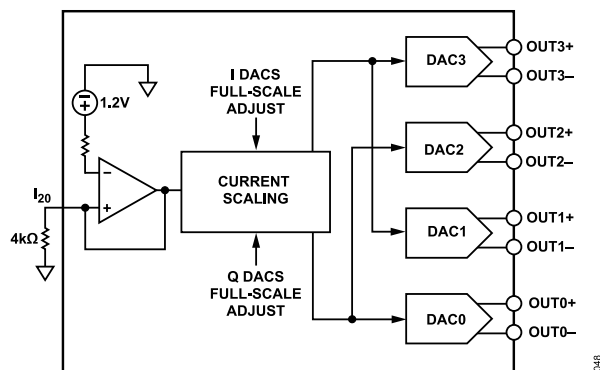 1.2V
I DACS
FULL-SCALE
ADJUST
CURRENT
SCALING
Q DACS
FULL-SCALE
ADJUST
I20
4kΩ
−
+
−
+
DAC3
OUT3+
OUT3–
DAC2
OUT2+
OUT2–
DAC1
OUT1+
OUT1–
DAC0
OUT0+
OUT0–
048